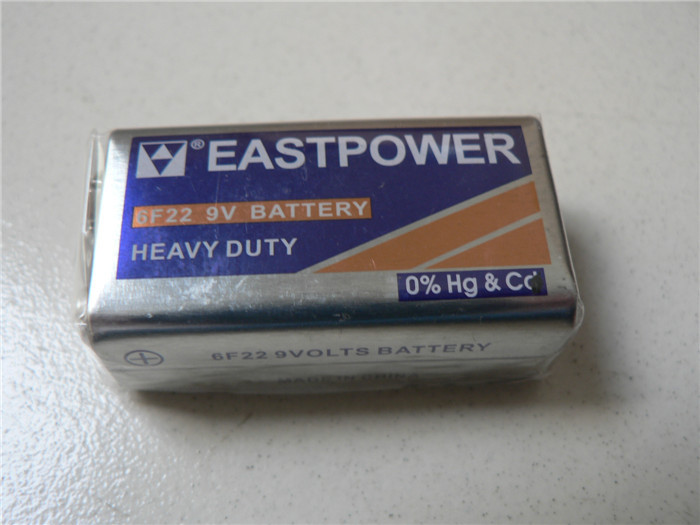 ® EASTPOWER
6F22 9V BATTERY
HEAVY DUTY
0% Hg & Cd
6F22 9VOLTS BATTERY